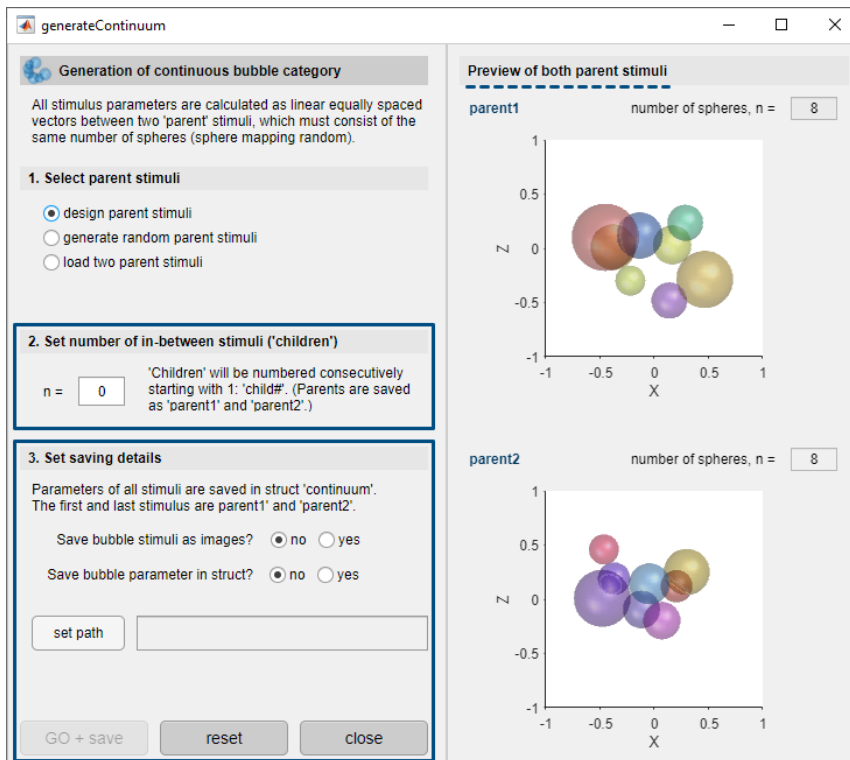 generateContinuum
Generation of continuous bubble category
All stimulus parameters are calculated as linear equally spaced
vectors between two 'parent' stimuli, which must consist of the
same number of spheres (sphere mapping random).
1. Select parent stimuli
design parent stimuli
generate random parent stimuli
load two parent stimuli
2. Set number of in-between stimuli ('children')
n =
0
'Children' will be numbered consecutively
starting with 1: 'child#'. (Parents are saved
as 'parent1' and 'parent2'.)
3. Set saving details
Parameters of all stimuli are saved in struct 'continuum'.
The first and last stimulus are parent1' and 'parent2'.
Save bubble stimuli as images? no yes
Save bubble parameter in struct? no yes
set path
GO + save
reset
close
Preview of both parent stimuli
parent1
number of spheres, n = 8
1
0.5
0
-0.5
-1
Z
-1 -0.5 0 0.5 1
X
parent2
number of spheres, n = 8
1
0.5
0
-0.5
-1
Z
-1 -0.5 0 0.5 1
X